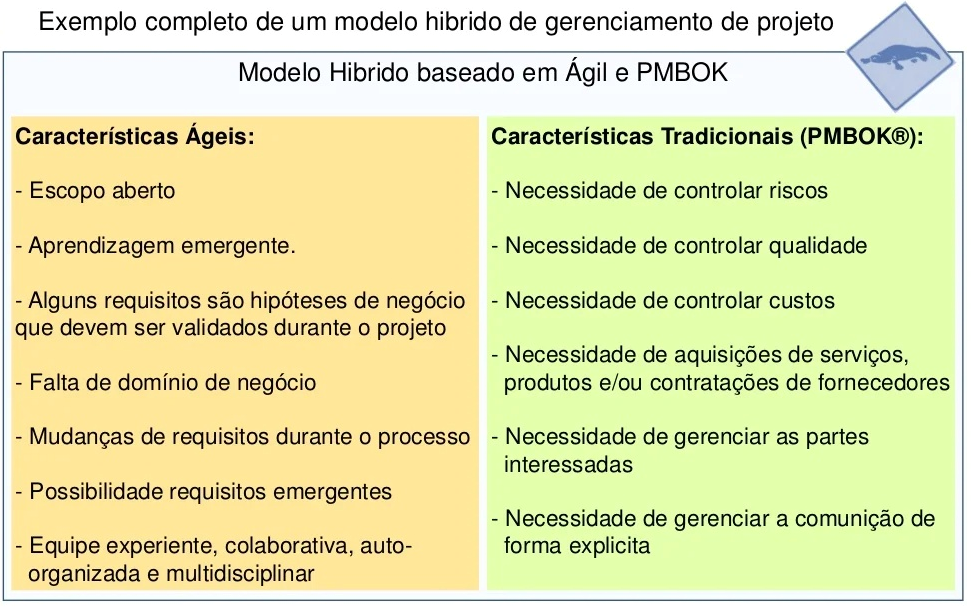 Exemplo completo de um modelo hibrido de gerenciamento de projeto
Modelo Hibrido baseado em Ágil e PMBOK
Características Ágeis:
- Escopo aberto
- Aprendizagem emergente.
- Alguns requisitos são hipóteses de negócio
que devem ser validados durante o projeto
- Falta de domínio de negócio
- Mudanças de requisitos durante o processo
- Possibilidade requisitos emergentes
- Equipe experiente, colaborativa, auto-
organizada e multidisciplinar
Características Tradicionais (PMBOK®):
- Necessidade de controlar riscos
- Necessidade de controlar qualidade
- Necessidade de controlar custos
- Necessidade de aquisições de serviços,
produtos e/ou contratações de fornecedores
- Necessidade de gerenciar as partes
interessadas
- Necessidade de gerenciar a comunição de
forma explicita